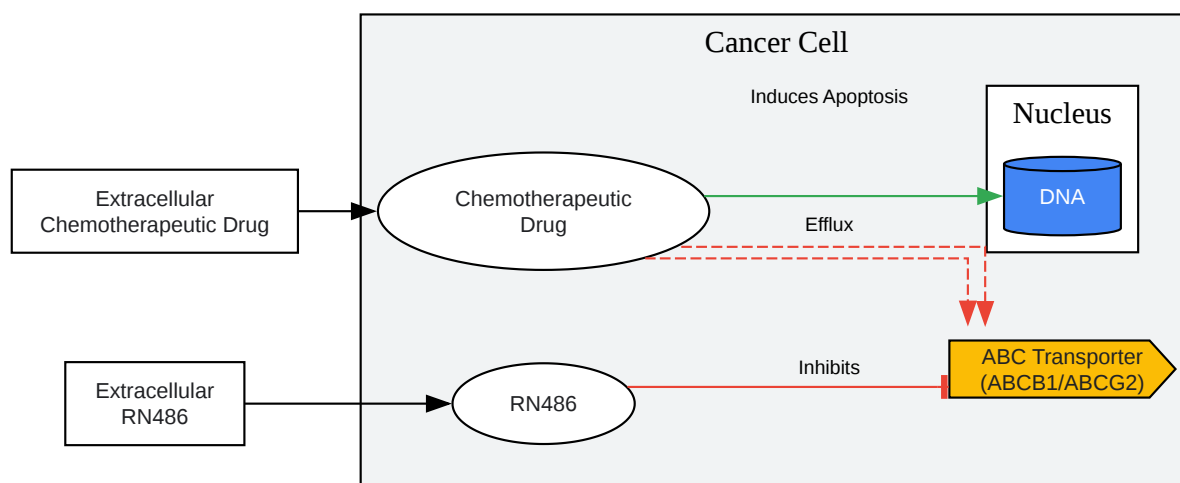 Cancer Cell
Induces Apoptosis
Nucleus
DNA
Extracellular
Chemotherapeutic Drug
Chemotherapeutic
Drug
Efflux
ABC Transporter
(ABCB1/ABCG2)
Inhibits
Extracellular
RN486
RN486